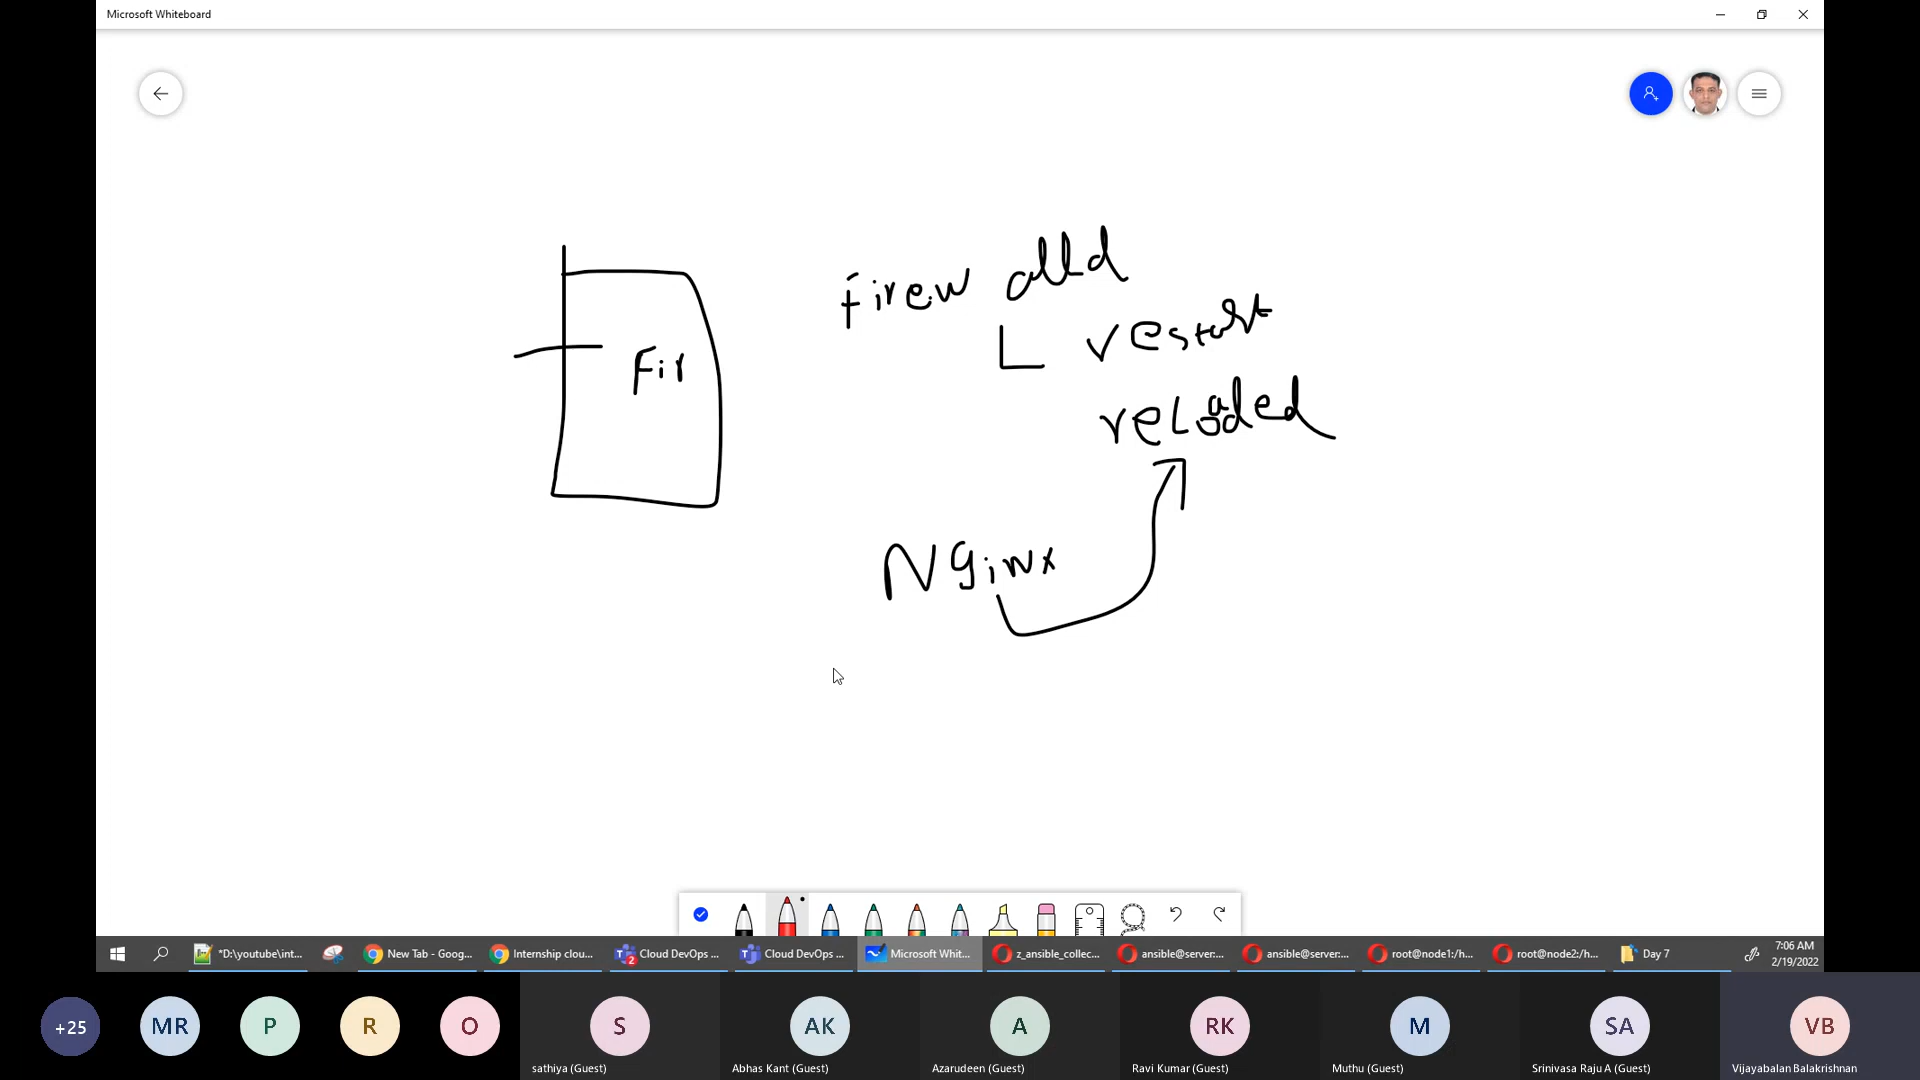 Microsoft Whiteboard
Firew alld
Fir
restart
reloaded
NGinx
*D:\youtube\int...
New Tab - Goog...
Internship clou...
2
Cloud DevOps ...
Cloud DevOps ...
Microsoft Whit...
z_ansible_collec...
ansible@server:...
ansible@server:...
root@node1:/h...
root@node2:/h...
Day 7
7:06 AM
2/19/2022
+25
MR
P
R
O
S
AK
A
RK
M
SA
VB
sathiya (Guest)
Abhas Kant (Guest)
Azarudeen (Guest)
Ravi Kumar (Guest)
Muthu (Guest)
Srinivasa Raju A (Guest)
Vijayabalan Balakrishnan